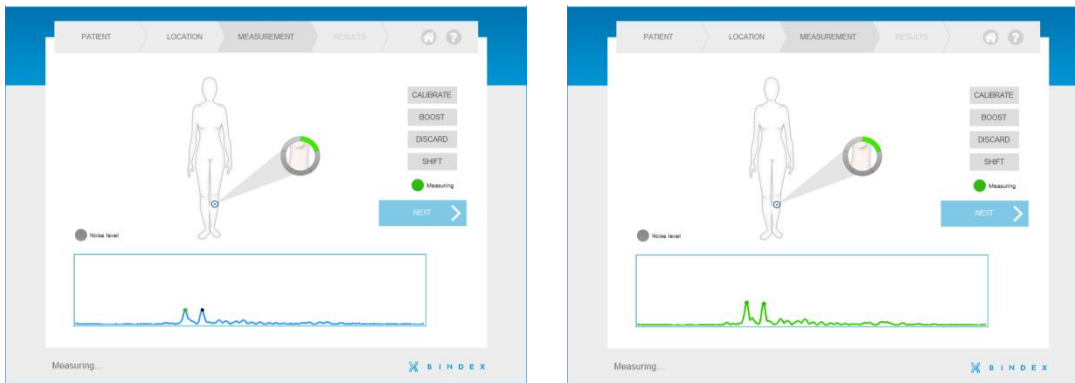 PATIENT LOCATION MEASUREMENT RESULTS ?
CALIBRATE
BOOST
DISCARD
SHIFT
Measuring
NEXT
Noise level
Measuring...
BINDEX
PATIENT LOCATION MEASUREMENT RESULTS ?
CALIBRATE
BOOST
DISCARD
SHIFT
Measuring
NEXT
Noise level
Measuring...
BINDEX